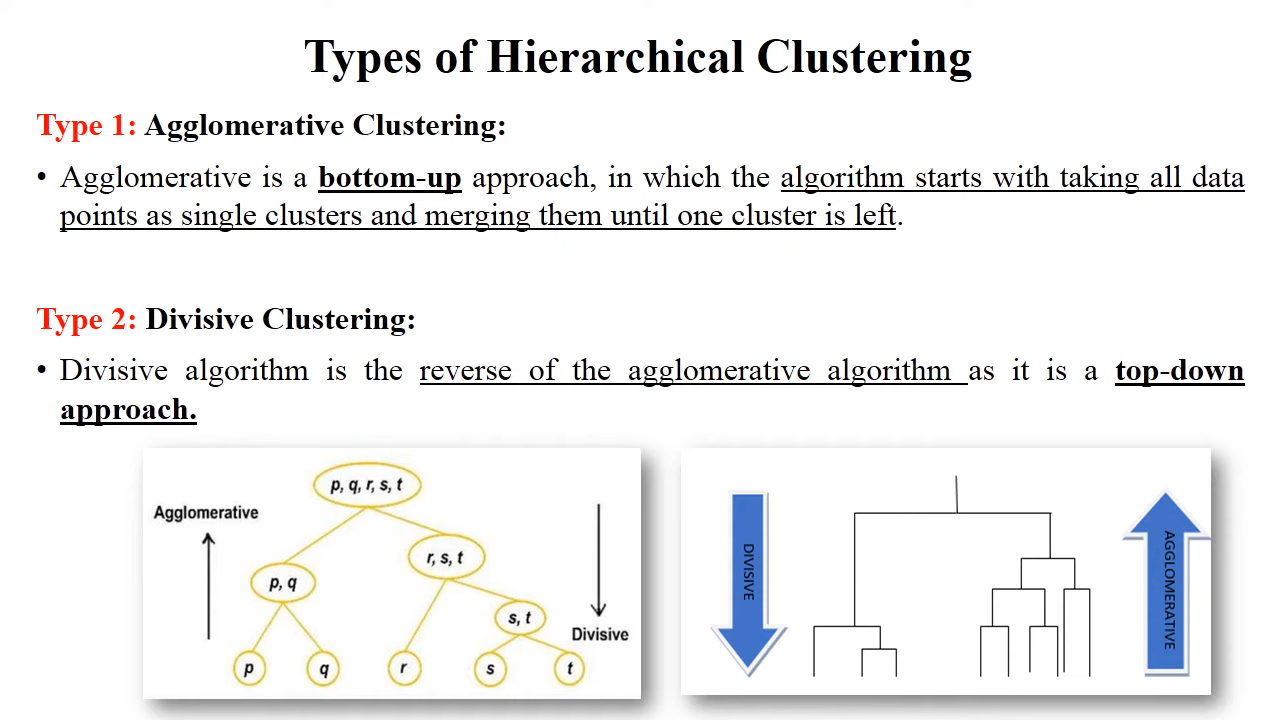 Types of Hierarchical Clustering
Type 1: Agglomerative Clustering:
• Agglomerative is a bottom-up approach, in which the algorithm starts with taking all data
points as single clusters and merging them until one cluster is left.
Type 2: Divisive Clustering:
• Divisive algorithm is the reverse of the agglomerative algorithm as it is a top-down
approach.
p, q, r, s, t
Agglomerative
r, s, t
p, q
s, t
Divisive
p
q
r
s
t
DIVISIVE
AGGLOMERATIVE